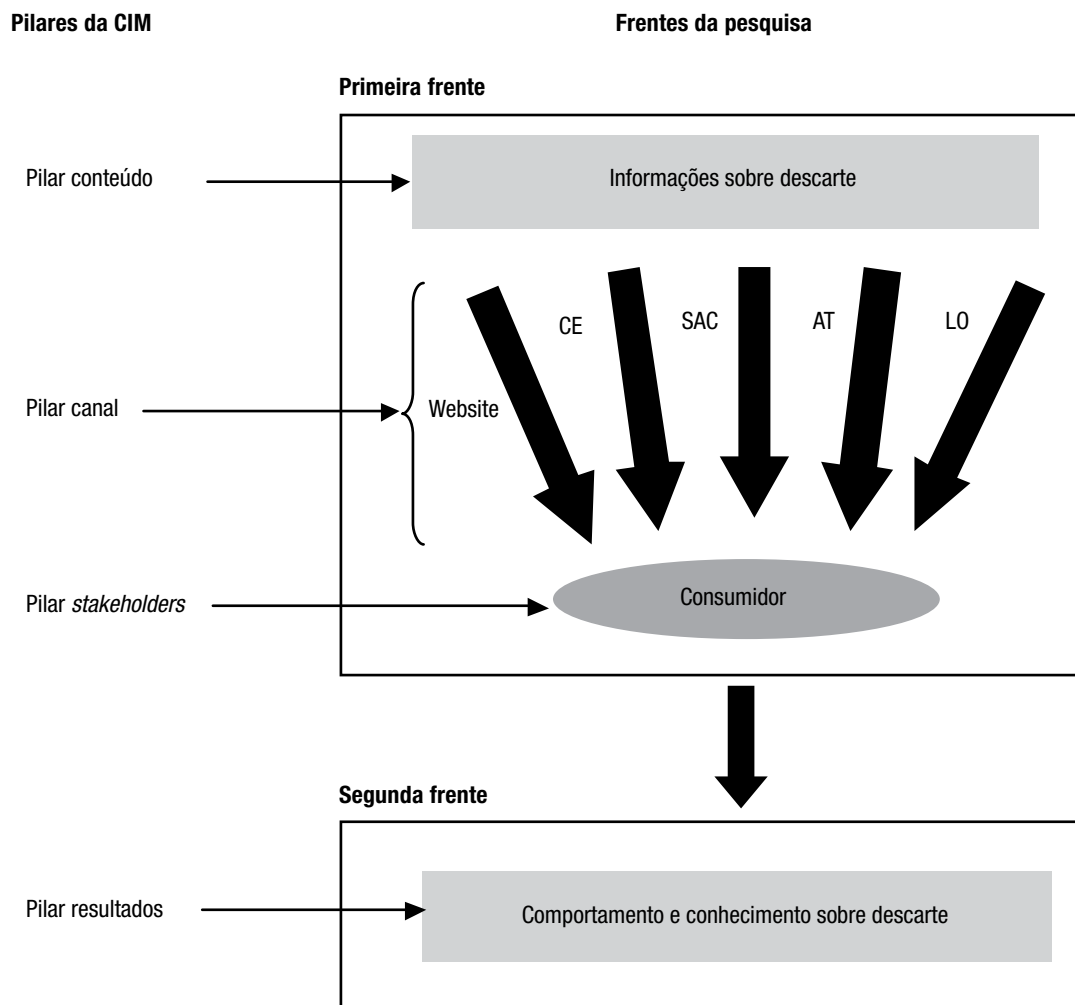 Pilares da CIM
Frentes da pesquisa
Primeira frente
Pilar conteúdo
Informações sobre descarte
CE
SAC
AT
LO
Pilar canal
Website
Pilar stakeholders
Consumidor
Segunda frente
Pilar resultados
Comportamento e conhecimento sobre descarte